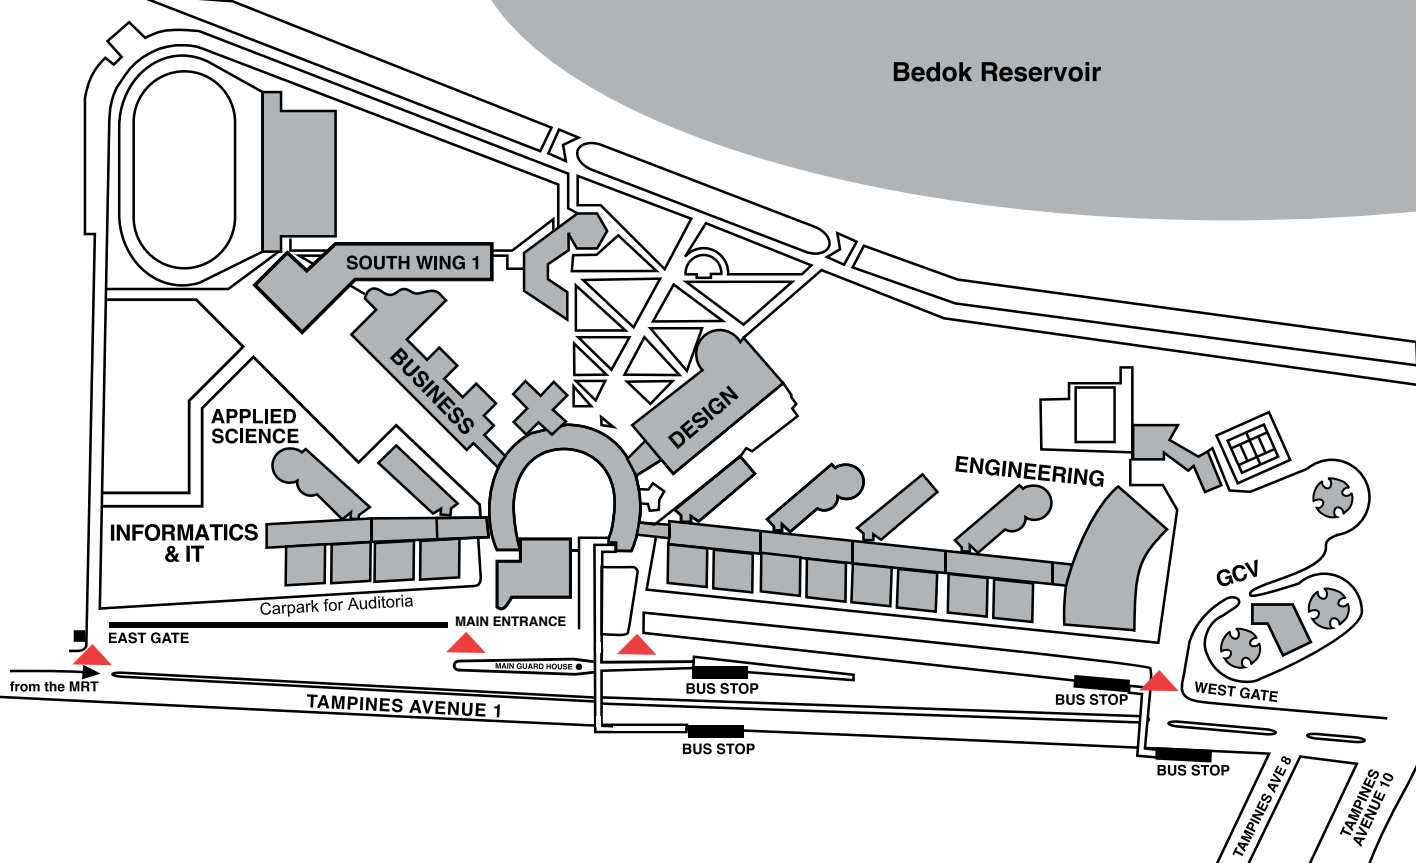 Bedok Reservoir
SOUTH WING 1
BUSINESS
DESIGN
APPLIED
SCIENCE
ENGINEERING
INFORMATICS
& IT
GCV
Carpark for Auditoria
MAIN ENTRANCE
EAST GATE
MAIN GUARD HOUSE
from the MRT
BUS STOP
BUS STOP
WEST GATE
TAMPINES AVENUE 1
BUS STOP
BUS STOP
TAMPINES AVE 8
TAMPINES
AVENUE 10